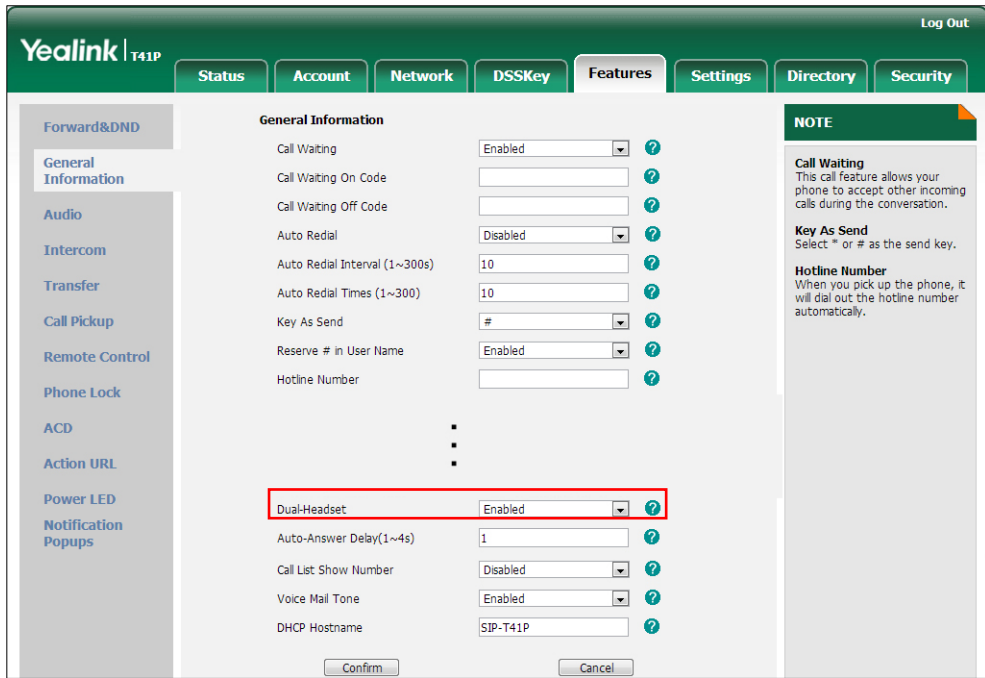 Log Out
Yealink T41P
Status Account Network DSSKey Features Settings Directory Security
Forward&DND
General
Information
Audio
Intercom
Transfer
Call Pickup
Remote Control
Phone Lock
ACD
Action URL
Power LED
Notification
Popups
General Information
Call Waiting Enabled ?
Call Waiting On Code ?
Call Waiting Off Code ?
Auto Redial Disabled ?
Auto Redial Interval (1~300s) 10 ?
Auto Redial Times (1~300) 10 ?
Key As Send # ?
Reserve # in User Name Enabled ?
Hotline Number ?
Dual-Headset Enabled ?
Auto-Answer Delay(1~4s) 1 ?
Call List Show Number Disabled ?
Voice Mail Tone Enabled ?
DHCP Hostname SIP-T41P ?
Confirm Cancel
NOTE
Call Waiting
This call feature allows your
phone to accept other incoming
calls during the conversation.
Key As Send
Select * or # as the send key.
Hotline Number
When you pick up the phone, it
will dial out the hotline number
automatically.